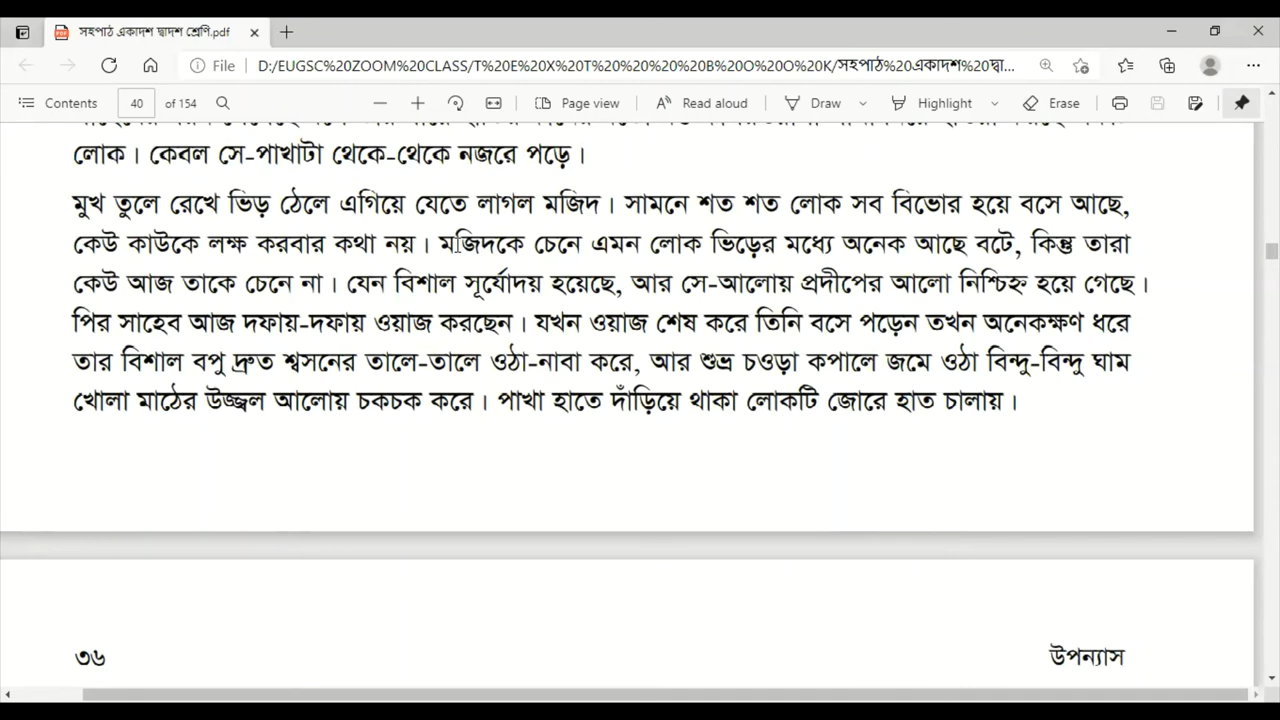 সহপাঠ একাদশ দ্বাদশ শ্রেণি.pdf
File D:/EUGSC%20ZOOM%20CLASS/T%20E%20X%20T%20%20%20%20B%20O%20O%20K/সহপাঠ%20একাদশ%20দ্বা...
Contents 40 of 154 Page view Read aloud Draw Highlight Erase
লোক। কেবল সে-পাখাটা থেকে-থেকে নজরে পড়ে।
মুখ তুলে রেখে ভিড় ঠেলে এগিয়ে যেতে লাগল মজিদ। সামনে শত শত লোক সব বিভোর হয়ে বসে আছে,
কেউ কাউকে লক্ষ করবার কথা নয়। মজিদকে চেনে এমন লোক ভিড়ের মধ্যে অনেক আছে বটে, কিন্তু তারা
কেউ আজ তাকে চেনে না। যেন বিশাল সূর্যোদয় হয়েছে, আর সে-আলোয় প্রদীপের আলো নিশ্চিহ্ন হয়ে গেছে।
পির সাহেব আজ দফায়-দফায় ওয়াজ করছেন। যখন ওয়াজ শেষ করে তিনি বসে পড়েন তখন অনেকক্ষণ ধরে
তার বিশাল বপু দ্রুত শ্বসনের তালে-তালে ওঠা-নাবা করে, আর শুভ্র চওড়া কপালে জমে ওঠা বিন্দু-বিন্দু ঘাম
খোলা মাঠের উজ্জ্বল আলোয় চকচক করে। পাখা হাতে দাঁড়িয়ে থাকা লোকটি জোরে হাত চালায়।
৩৬ উপন্যাস